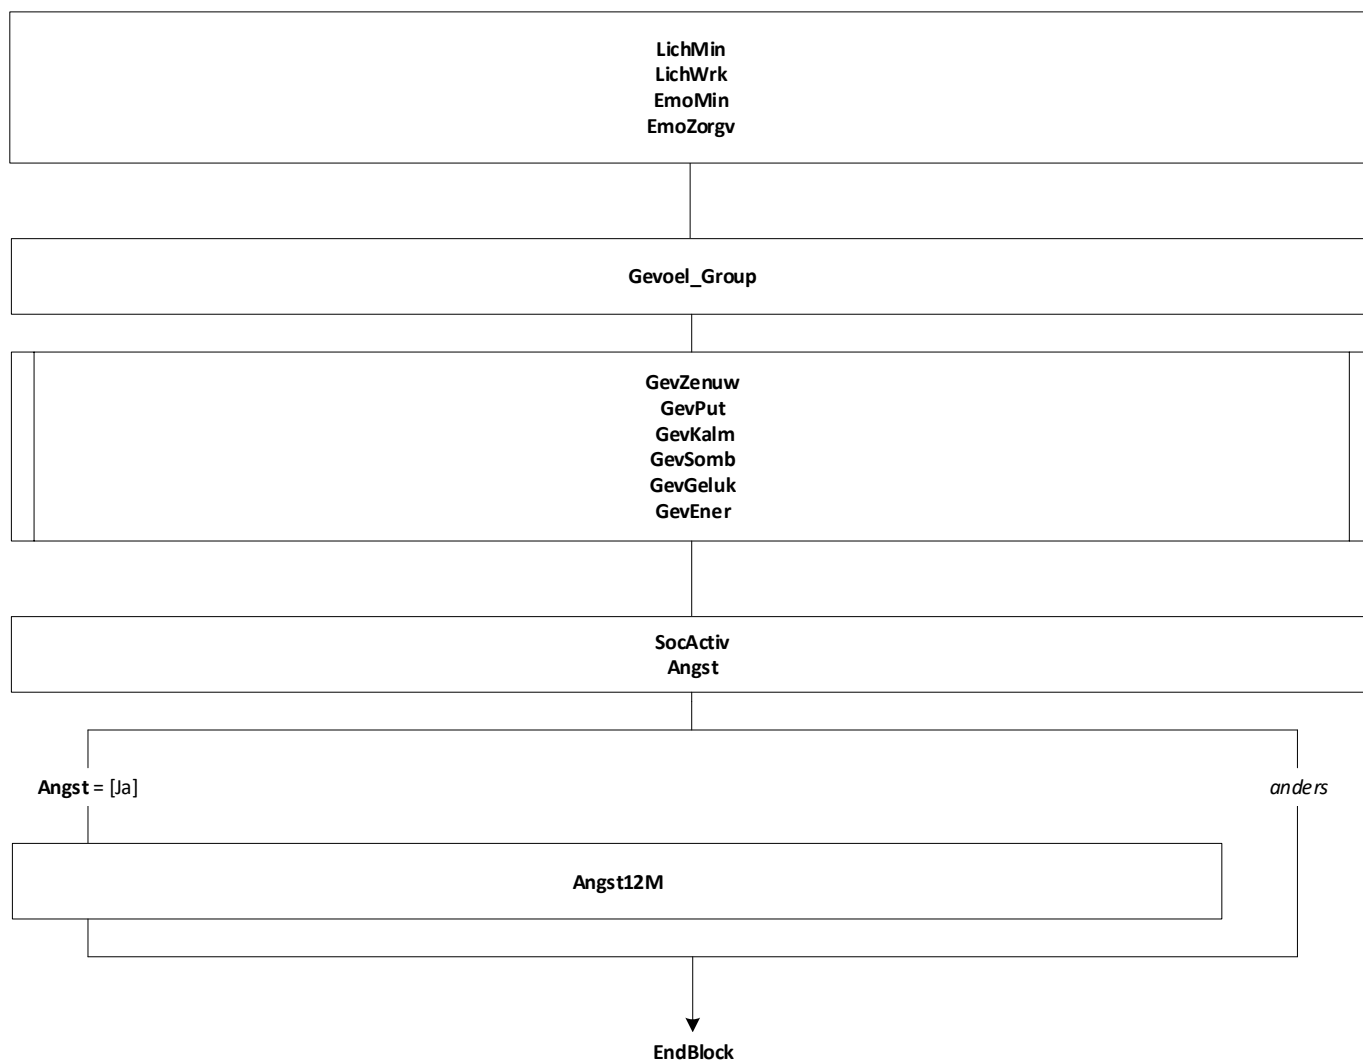 LichMin
LichWrk
EmoMin
EmoZorgv
Gevoel_Group
GevZenuw
GevPut
GevKalm
GevSomb
GevGeluk
GevEner
SocActiv
Angst
Angst = [Ja]
anders
Angst12M
EndBlock